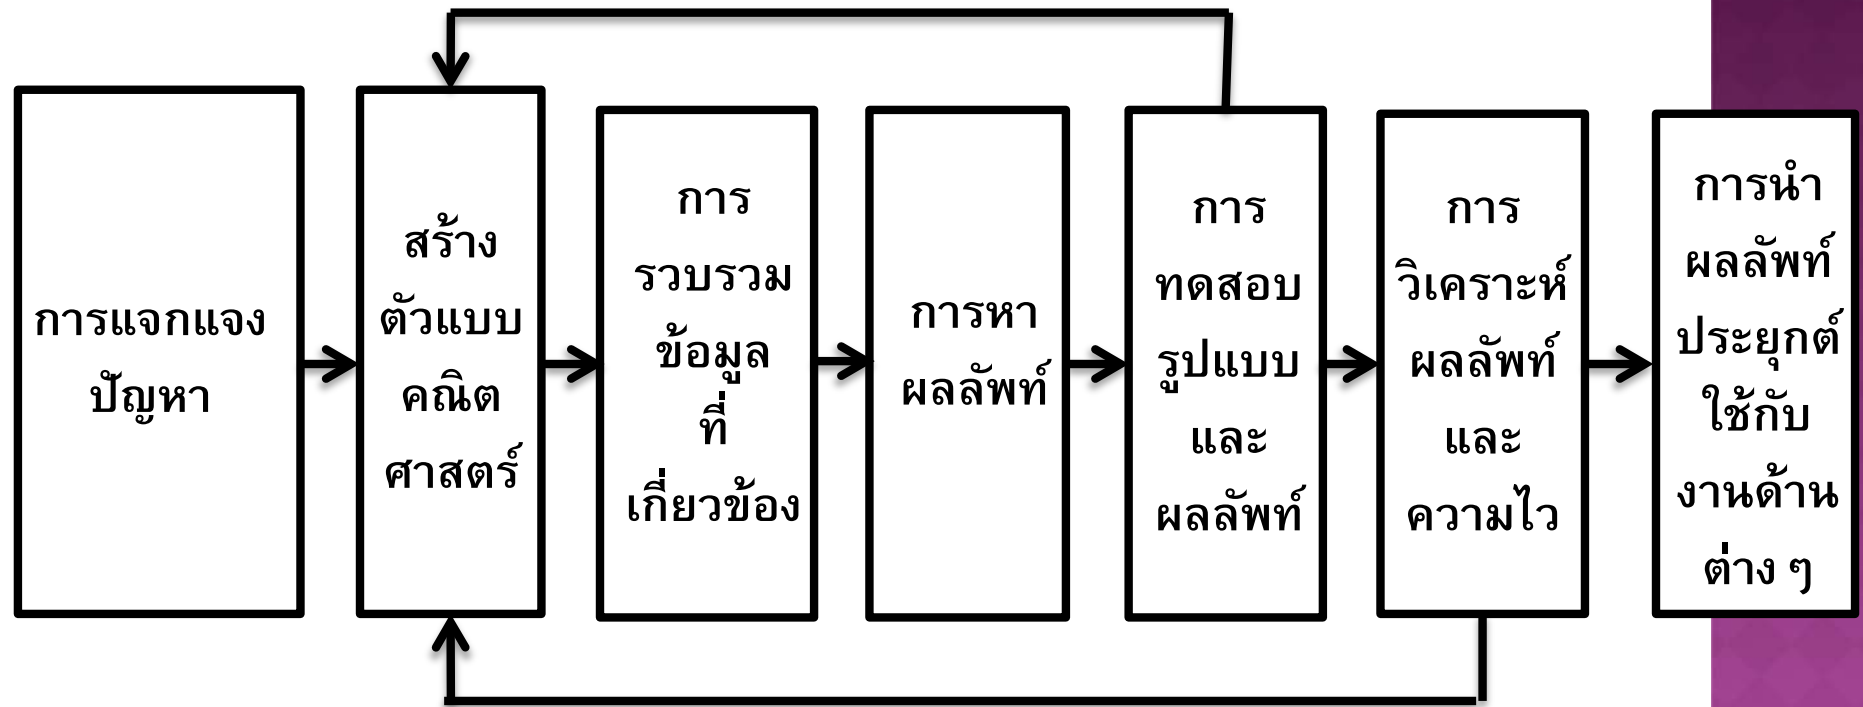 การแจกแจง
ปัญหา
สร้าง
ตัวแบบ
คณิต
ศาสตร์
การ
รวบรวม
ข้อมูล
ที่
เกี่ยวข้อง
การหา
ผลลัพท์
การ
ทดสอบ
รูปแบบ
และ
ผลลัพท์
การ
วิเคราะห์
ผลลัพท์
และ
ความไว
การนำ
ผลลัพท์
ประยุกต์
ใช้กับ
งานด้าน
ต่าง ๆ